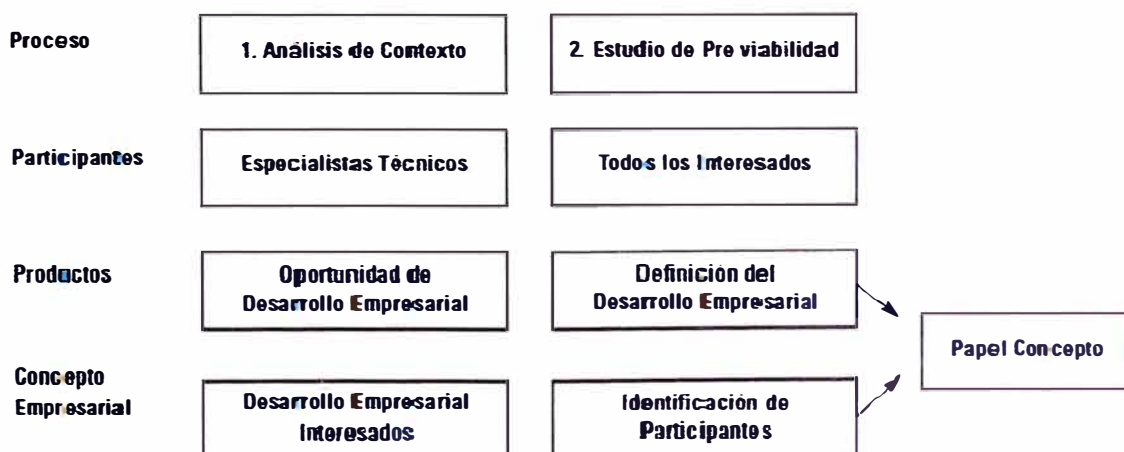 Proceso
1. Análisis de Contexto
2. Estudio de Pre viabilidad
Participantes
Especialistas Técnicos
Todos los Interesados
Productos
Oportunidad de
Desarrollo Empresarial
Definición del
Desarrollo Empresarial
Papel Concepto
Concepto
Empresarial
Desarrollo Empresarial
Interesados
Identificación de
Participantes